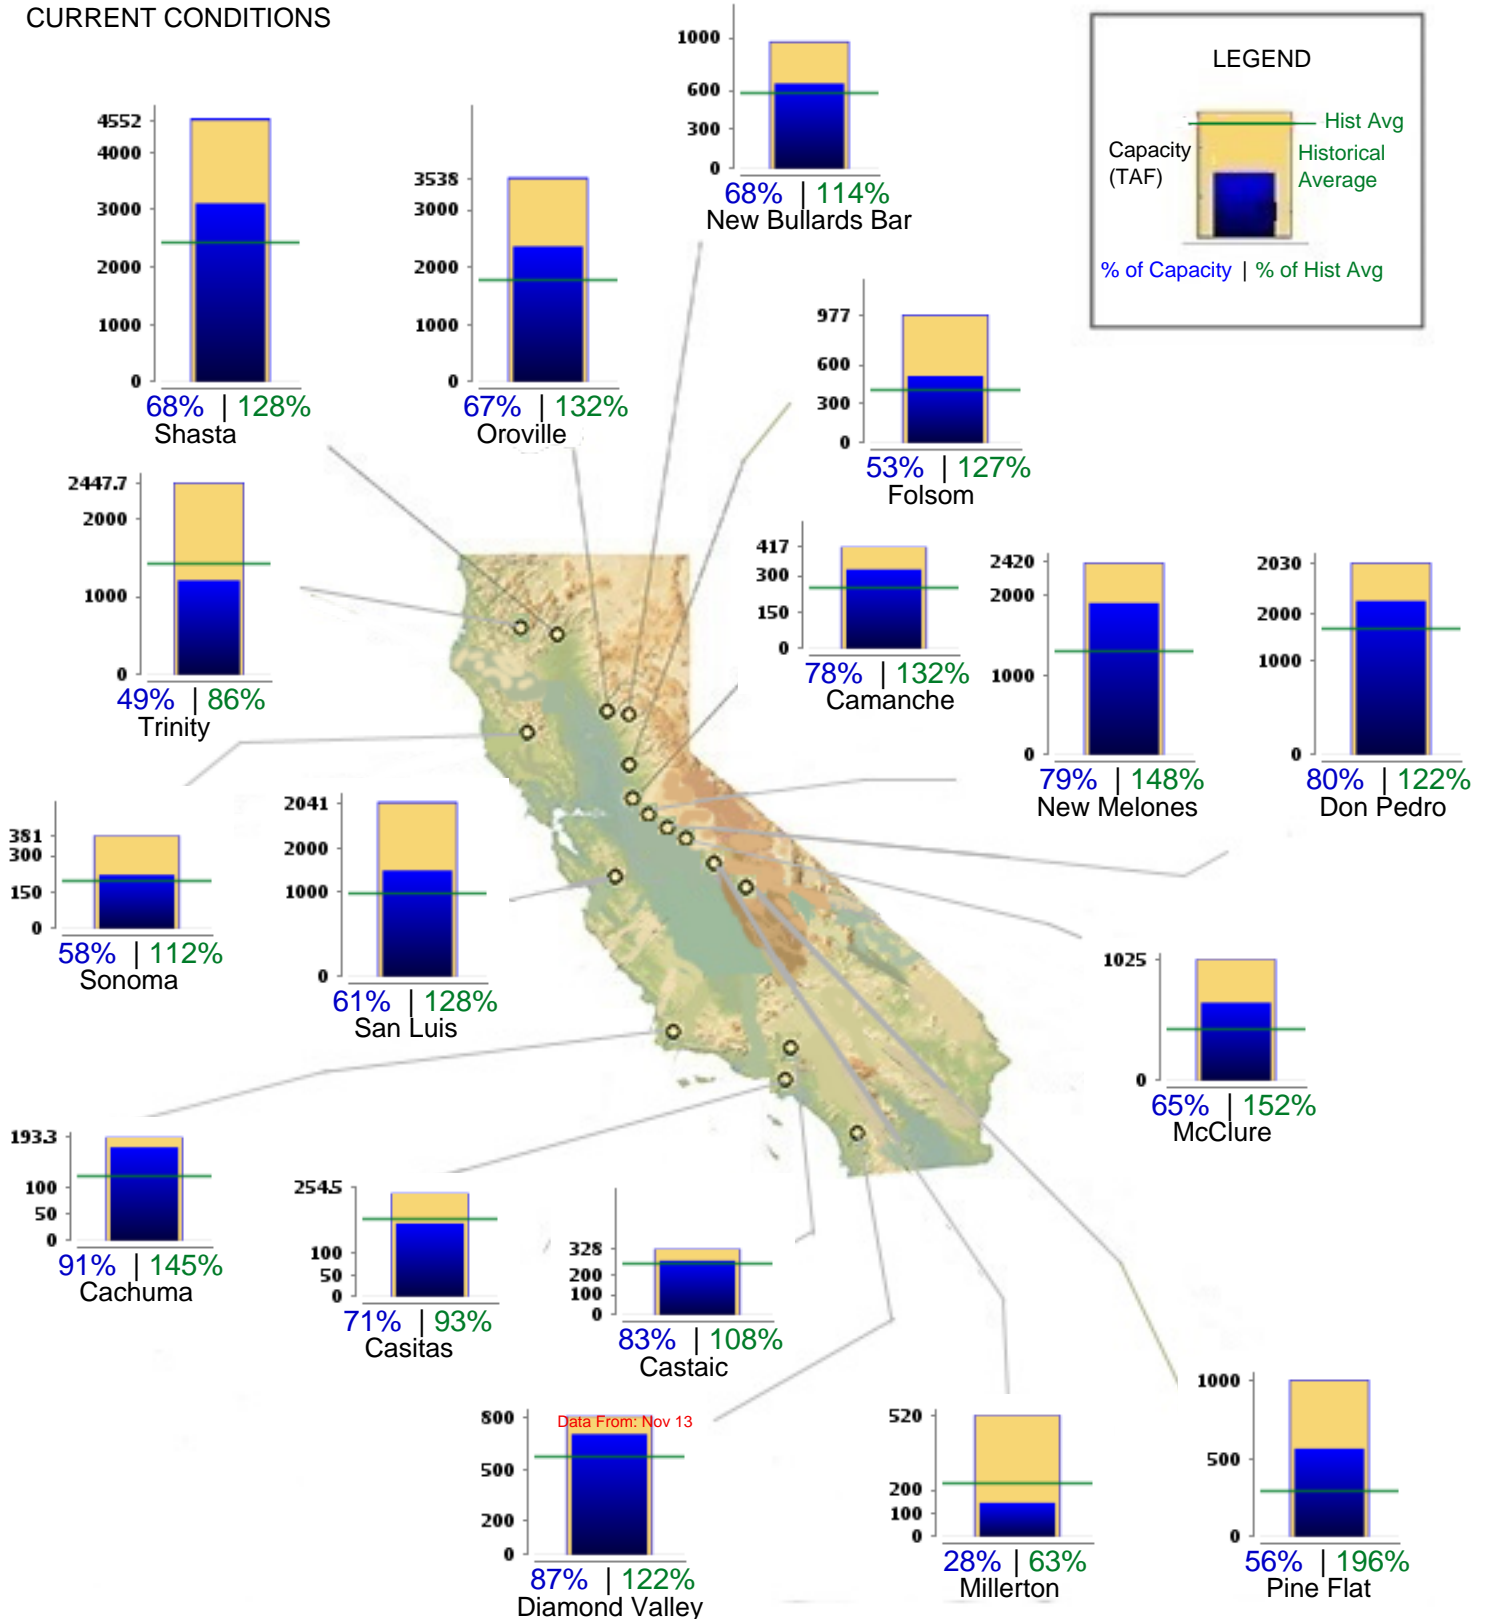 CURRENT CONDITIONS
1000
600
300
0
68% | 114%
New Bullards Bar
LEGEND
Hist Avg
Capacity
(TAF)
Historical
Average
% of Capacity | % of Hist Avg
4552
4000
3000
2000
1000
0
68% | 128%
Shasta
3538
3000
2000
1000
0
67% | 132%
Oroville
977
600
300
0
53% | 127%
Folsom
2447.7
2000
1000
0
49% | 86%
Trinity
417
300
150
0
78% | 132%
Camanche
2420
2000
1000
0
79% | 148%
New Melones
2030
2000
1000
0
80% | 122%
Don Pedro
381
300
150
0
58% | 112%
Sonoma
2041
2000
1000
0
61% | 128%
San Luis
1025
0
65% | 152%
McClure
193.3
100
50
0
91% | 145%
Cachuma
254.5
100
50
0
71% | 93%
Casitas
328
200
100
0
83% | 108%
Castaic
800
500
200
0
Data From: Nov 13
87% | 122%
Diamond Valley
520
200
100
0
28% | 63%
Millerton
1000
500
0
56% | 196%
Pine Flat